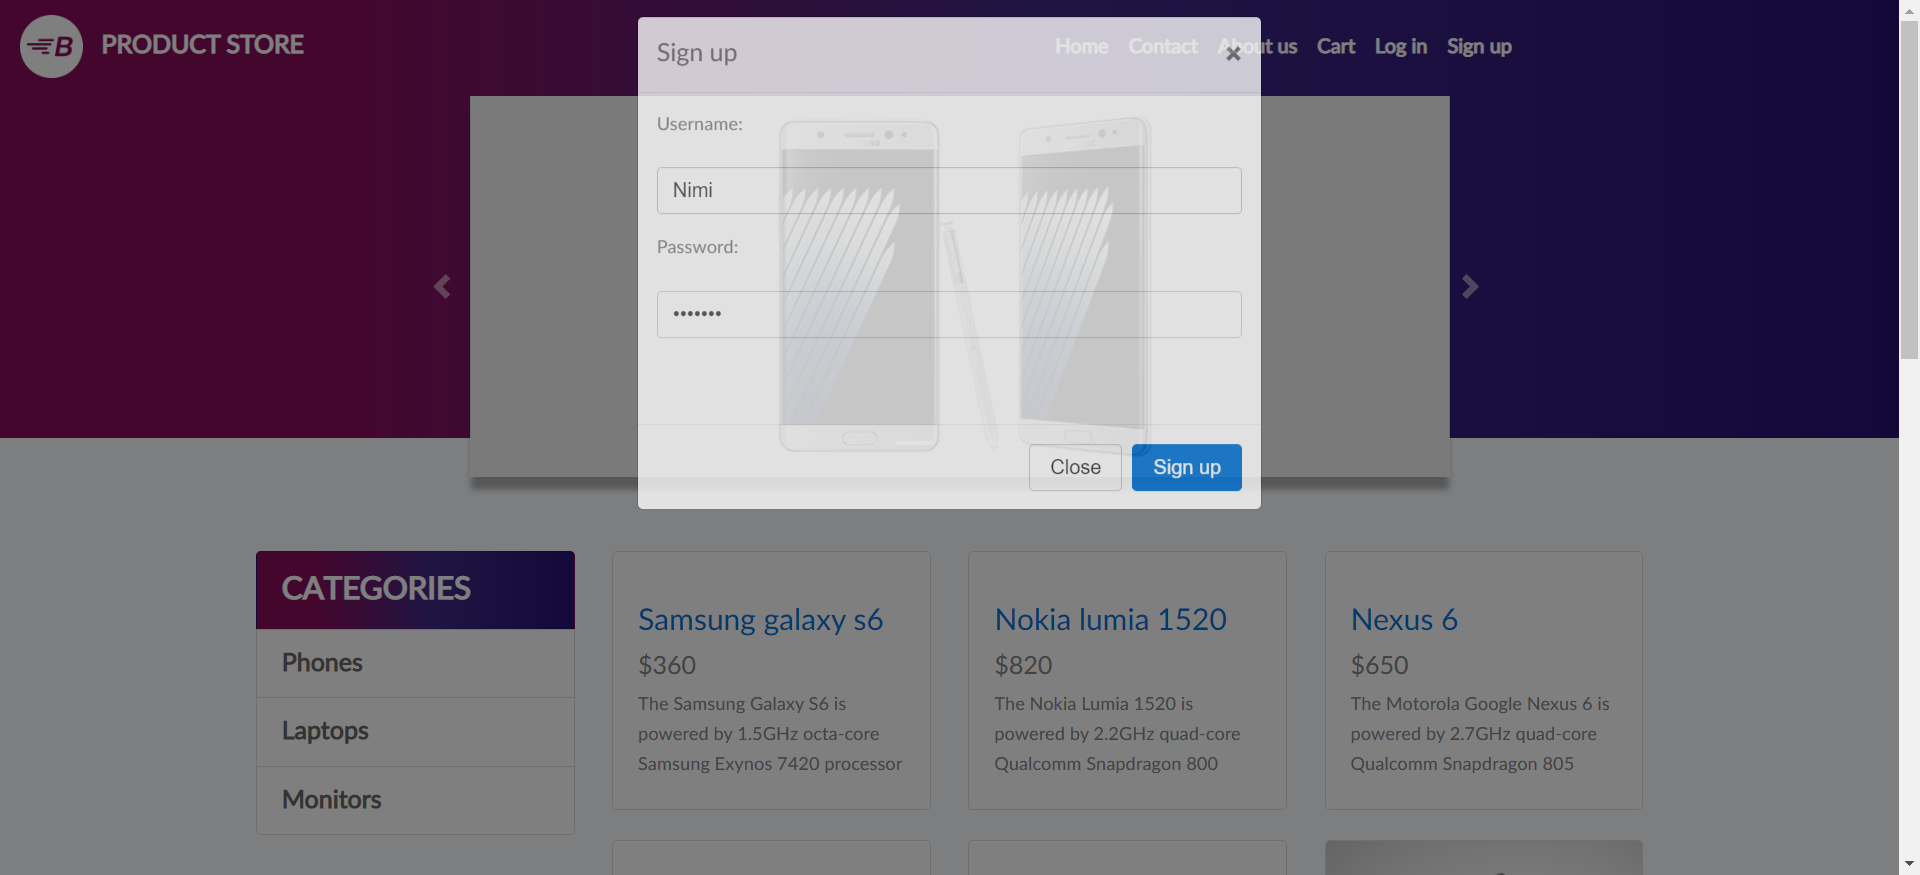 B PRODUCT STORE
Home Contact About us Cart Log in Sign up
Sign up
×
Username:
Nimi
Password:
•••••••
Close Sign up
CATEGORIES
Phones
Laptops
Monitors
Samsung galaxy s6
$360
The Samsung Galaxy S6 is
powered by 1.5GHz octa-core
Samsung Exynos 7420 processor
Nokia lumia 1520
$820
The Nokia Lumia 1520 is
powered by 2.2GHz quad-core
Qualcomm Snapdragon 800
Nexus 6
$650
The Motorola Google Nexus 6 is
powered by 2.7GHz quad-core
Qualcomm Snapdragon 805